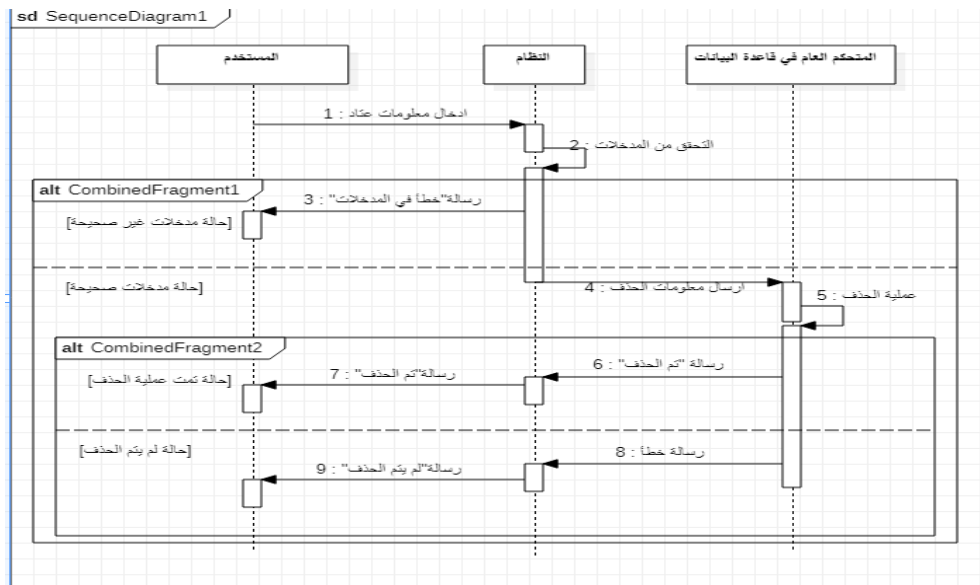 sd SequenceDiagram1
المستخدم
النظام
المتحكم العام في قاعدة البيانات
1 : ادخال معلومات عتاد
2 : التحقق من المدخلات
alt CombinedFragment1
3 : رسالة"خطأ في المدخلات"
[حالة مدخلات غير صحيحة]
[حالة مدخلات صحيحة]
4 : ارسال معلومات الحذف
5 : عملية الحذف
alt CombinedFragment2
6 : رسالة "تم الحذف"
7 : رسالة"تم الحذف"
[حالة تمت عملية الحذف]
[حالة لم يتم الحذف]
8 : رسالة خطأ
9 : رسالة"لم يتم الحذف"